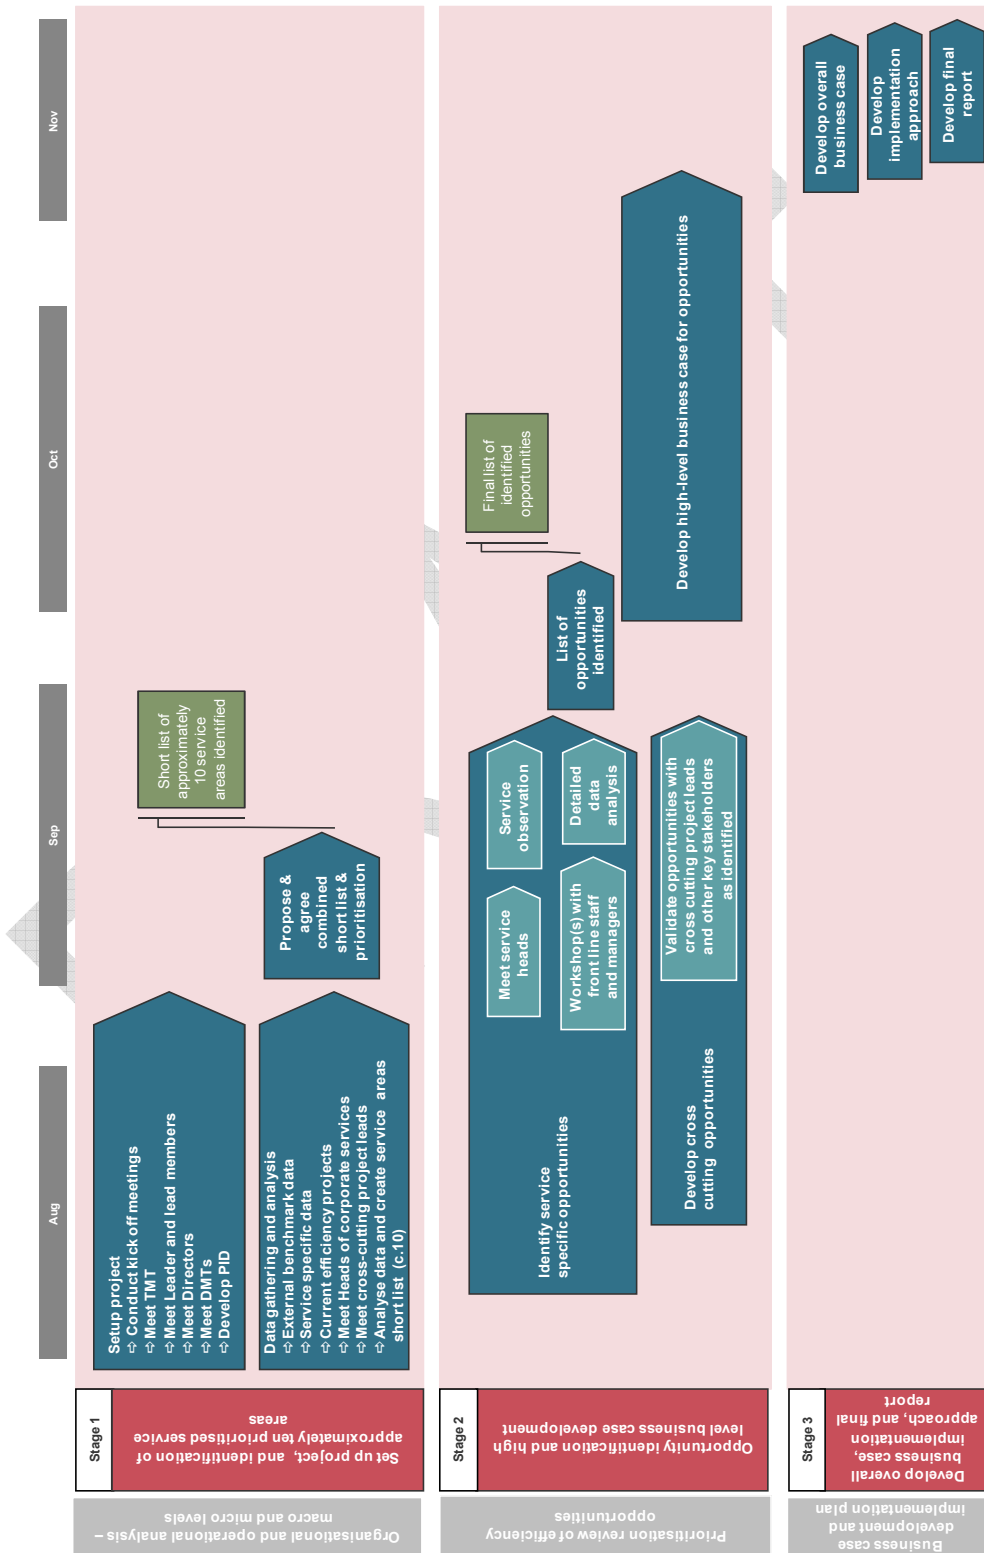 Aug
Sep
Oct
Nov
Organisational and operational analysis –
macro and micro levels
Stage 1
Set up project, and identification of
approximately ten prioritised service
areas
Setup project
⇨ Conduct kick off meetings
⇨ Meet TMT
⇨ Meet Leader and lead members
⇨ Meet Directors
⇨ Meet DMTs
⇨ Develop PID
Data gathering and analysis
⇨ External benchmark data
⇨ Service specific data
⇨ Current efficiency projects
⇨ Meet Heads of corporate services
⇨ Meet cross-cutting project leads
⇨ Analyse data and create service areas
short list (c.10)
Propose &
agree
combined
short list &
prioritisation
Short list of
approximately
10 service
areas identified
Prioritisation review of efficiency
opportunities
Stage 2
Opportunity identification and high
level business case development
Identify service
specific opportunities
Meet service
heads
Service
observation
Workshop(s) with
front line staff
and managers
Detailed
data
analysis
List of
opportunities
identified
Final list of
identified
opportunities
Develop high-level business case for opportunities
Develop cross
cutting opportunities
Validate opportunities with
cross cutting project leads
and other key stakeholders
as identified
Business case
development and
implementation plan
Stage 3
Develop overall
business case,
implementation
approach, and final
report
Develop overall
business case
Develop
implementation
approach
Develop final
report